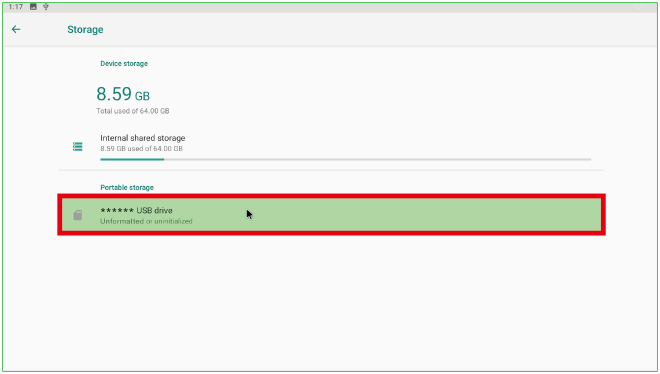 1:17
Storage
Device storage
8.59 GB
Total used of 64.00 GB
Internal shared storage
8.59 GB used of 64.00 GB
Portable storage
****** USB drive
Unformatted or uninitialized